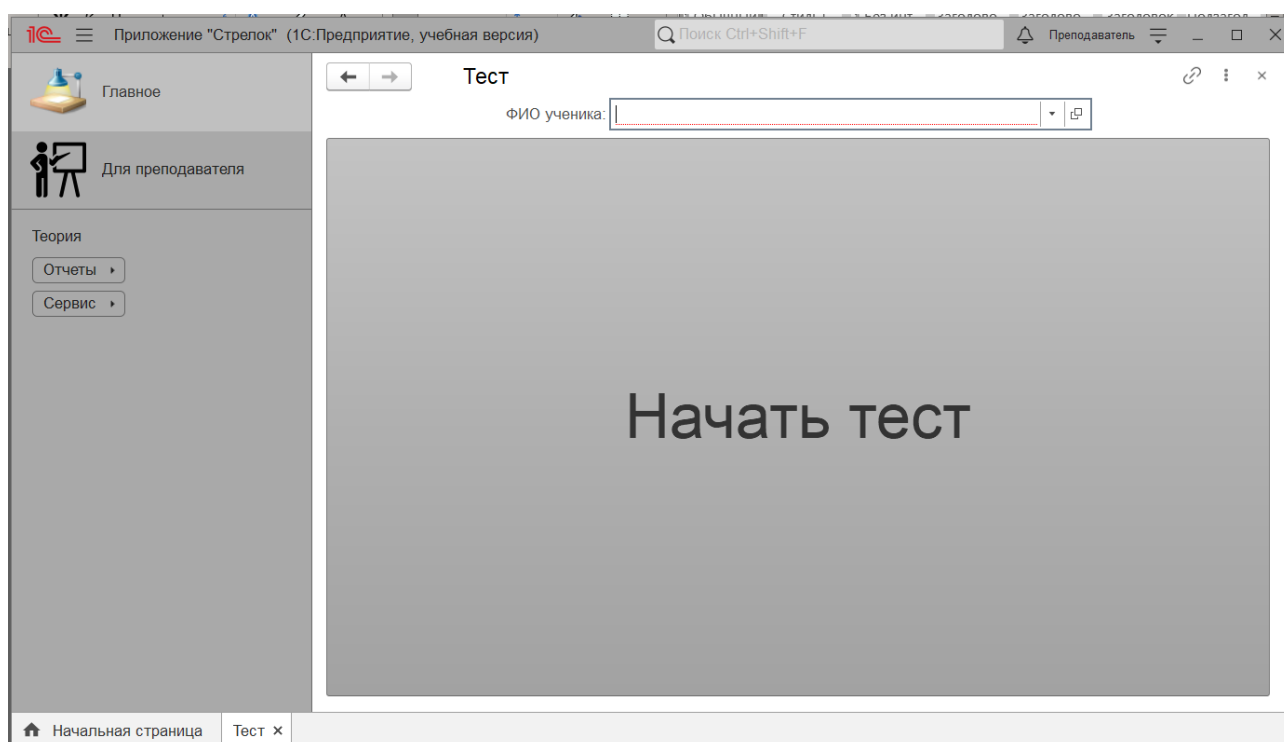 1С Приложение "Стрелок" (1С:Предприятие, учебная версия) Поиск Ctrl+Shift+F Преподаватель
Главное
Для преподавателя
Теория
Отчеты
Сервис
Тест
ФИО ученика:
Начать тест
Начальная страница Тест